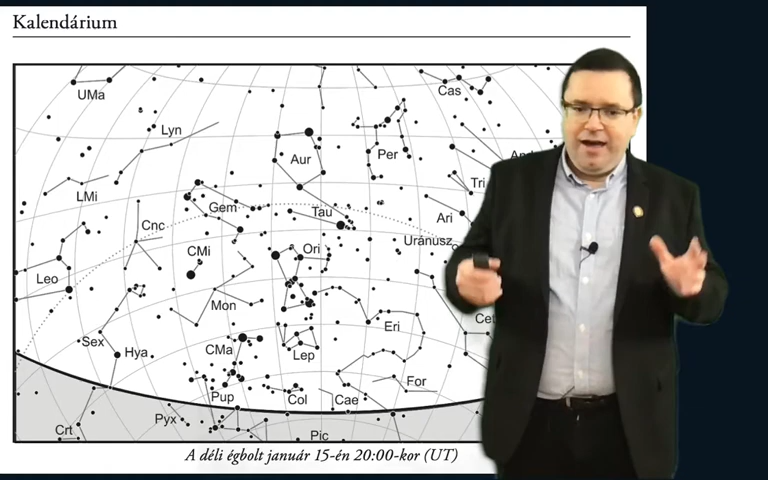 Kalendárium
UMa
Cas
Lyn
Per
Aur
And
Tri
LMi
Gem
Tau
Ari
Cnc
Uránusz
CMi
Ori
Leo
Mon
Eri
Cet
Sex
Hya
CMa
Lep
For
Pup
Col
Cae
Pyx
Crt
Pic
A déli égbolt január 15-én 20:00-kor (UT)